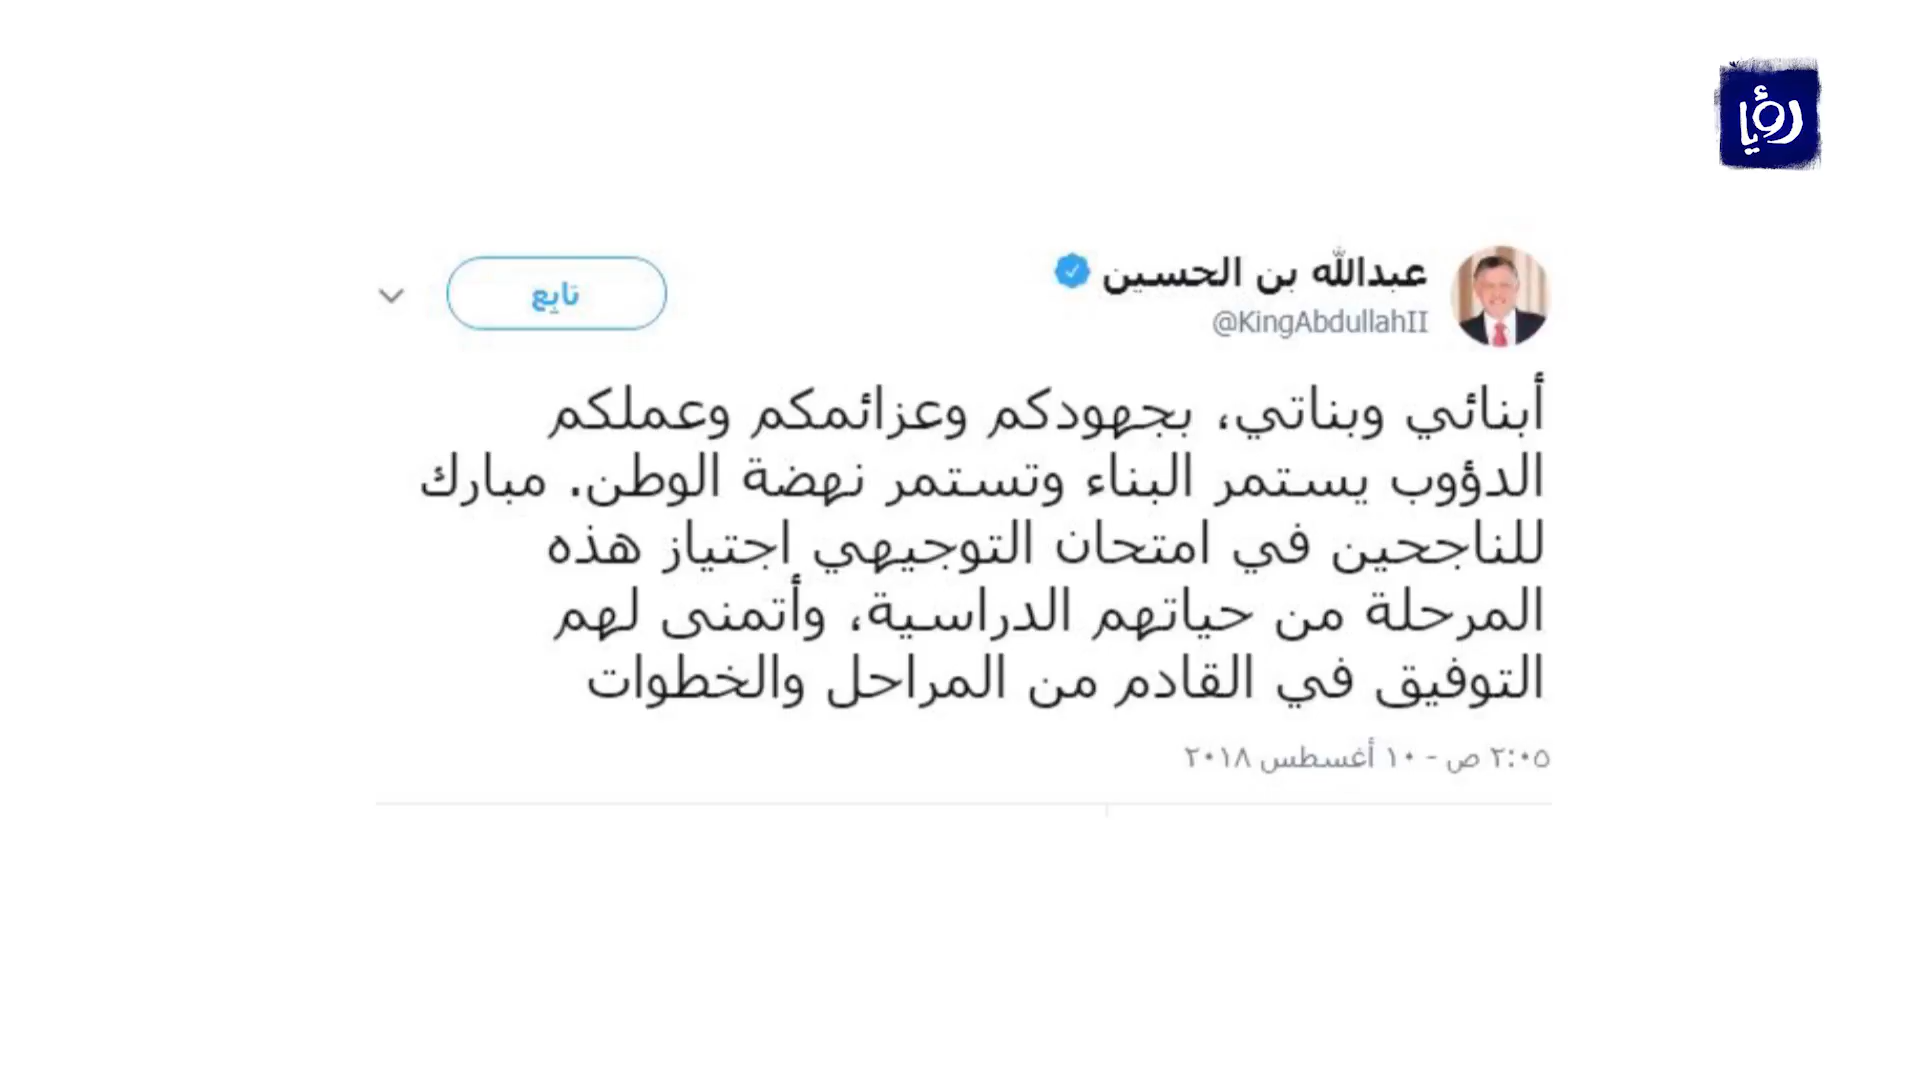 رؤيا
عبدالله بن الحسين
@KingAbdullahII
تابِع
أبنائي وبناتي، بجهودكم وعزائمكم وعملكم
الدؤوب يستمر البناء وتستمر نهضة الوطن. مبارك
للناجحين في امتحان التوجيهي اجتياز هذه
المرحلة من حياتهم الدراسية، وأتمنى لهم
التوفيق في القادم من المراحل والخطوات
٢:٠٥ ص - ١٠ أغسطس ٢٠١٨